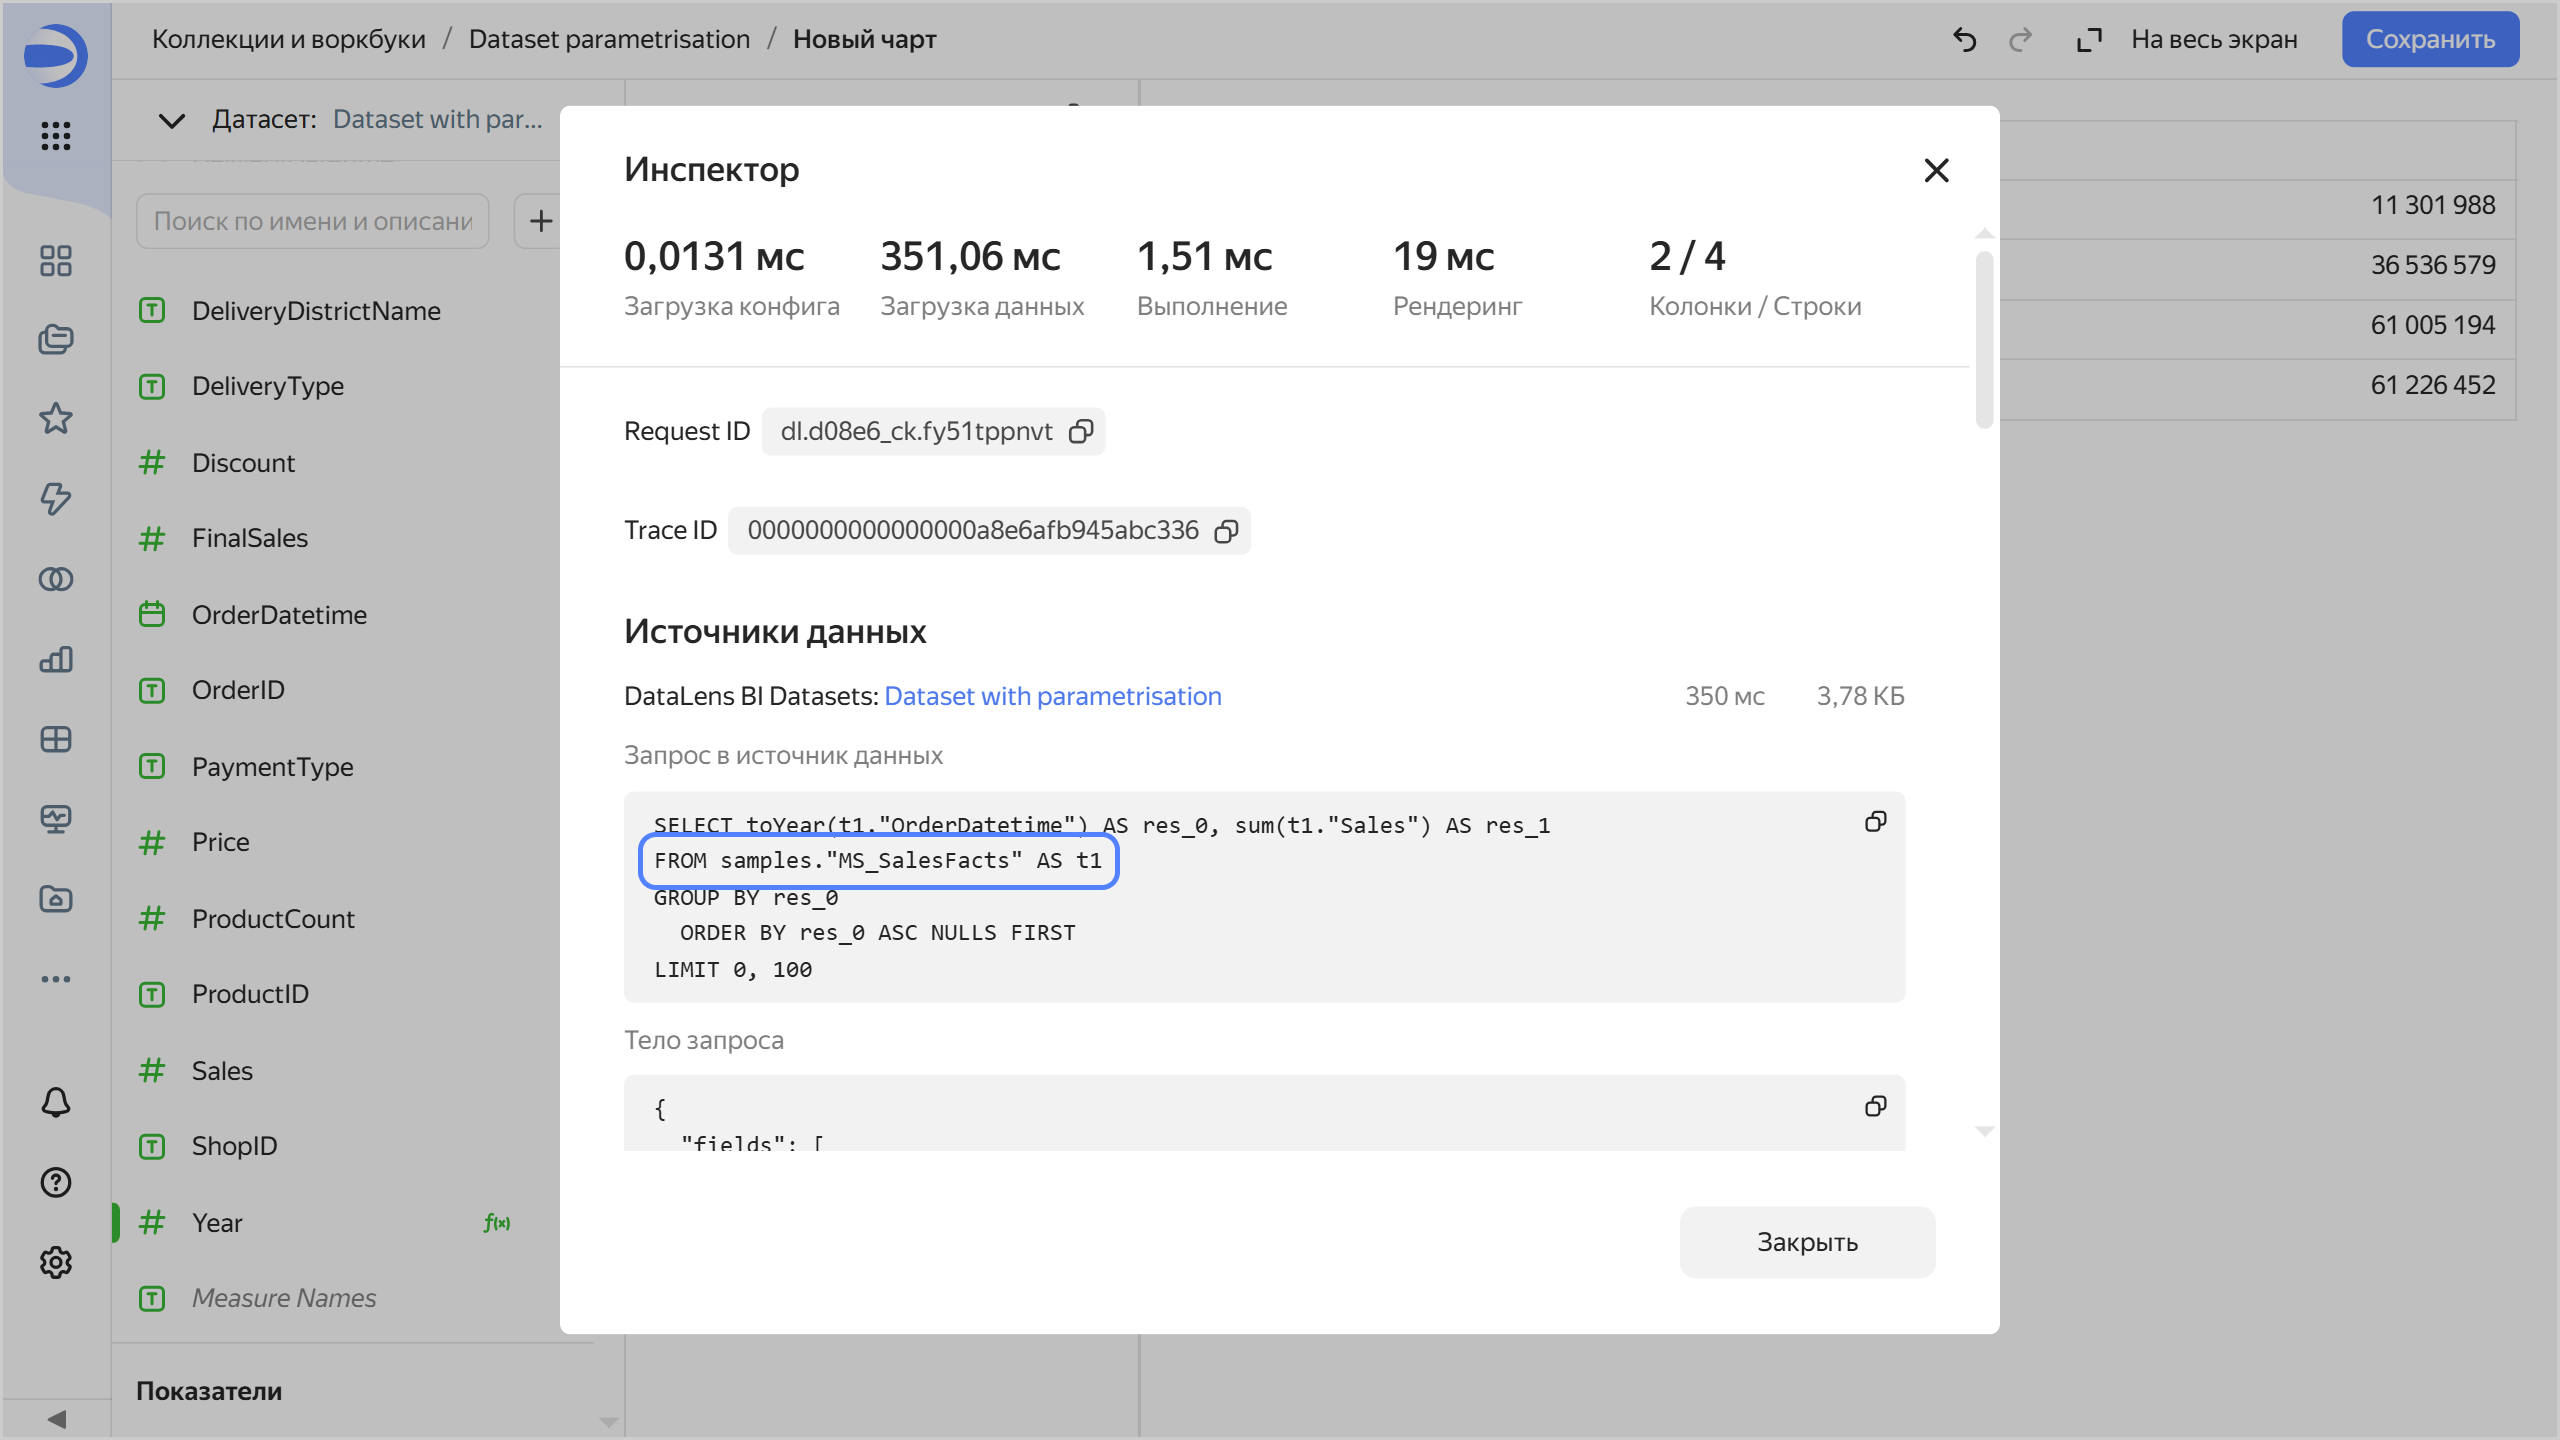 Коллекции и воркбуки / Dataset parametrisation / Новый чарт
На весь экран
Сохранить
Датасет: Dataset with par...
Поиск по имени и описани
DeliveryDistrictName
DeliveryType
Discount
FinalSales
OrderDatetime
OrderID
PaymentType
Price
ProductCount
ProductID
Sales
ShopID
Year
f(x)
Measure Names
Показатели
Инспектор
0,0131 мс
Загрузка конфига
351,06 мс
Загрузка данных
1,51 мс
Выполнение
19 мс
Рендеринг
2 / 4
Колонки / Строки
Request ID dl.d08e6_ck.fy51tppnvt
Trace ID 0000000000000000a8e6afb945abc336
Источники данных
DataLens BI Datasets: Dataset with parametrisation
350 мс
3,78 КБ
Запрос в источник данных
SELECT toYear(t1."OrderDatetime") AS res_0, sum(t1."Sales") AS res_1
FROM samples."MS_SalesFacts" AS t1
GROUP BY res_0
ORDER BY res_0 ASC NULLS FIRST
LIMIT 0, 100
Тело запроса
{
"fields": [
Закрыть
11 301 988
36 536 579
61 005 194
61 226 452